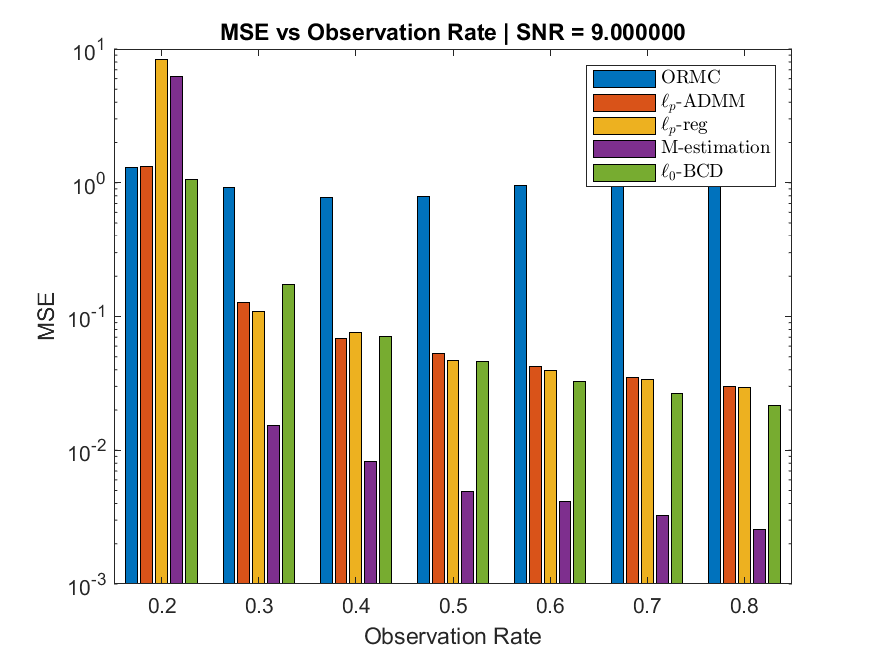 MSE vs Observation Rate | SNR = 9.000000
10^1
10^0
10^-1
10^-2
10^-3
MSE
ORMC
ℓ_p-ADMM
ℓ_p-reg
M-estimation
ℓ_0-BCD
0.2 0.3 0.4 0.5 0.6 0.7 0.8
Observation Rate